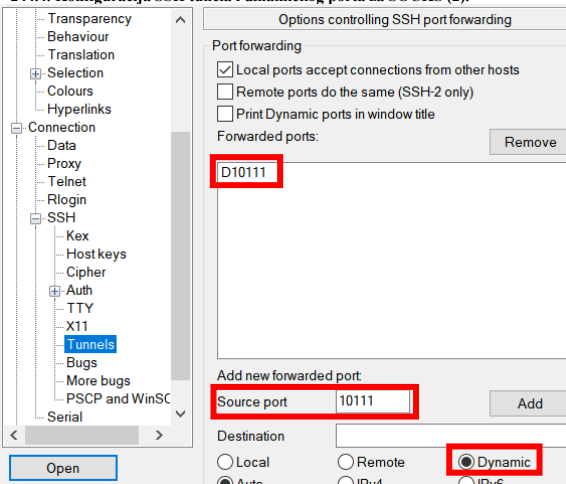 Transparency
Behaviour
Translation
Selection
Colours
Hyperlinks
Connection
Data
Proxy
Telnet
Rlogin
SSH
Kex
Host keys
Cipher
Auth
TTY
X11
Tunnels
Bugs
More bugs
PSCP and WinSC
Serial
Open
Options controlling SSH port forwarding
Port forwarding
Local ports accept connections from other hosts
Remote ports do the same (SSH-2 only)
Print Dynamic ports in window title
Forwarded ports:
Remove
D10111
Add new forwarded port:
Source port 10111 Add
Destination
Local Remote Dynamic
Auto IPv4 IPv6